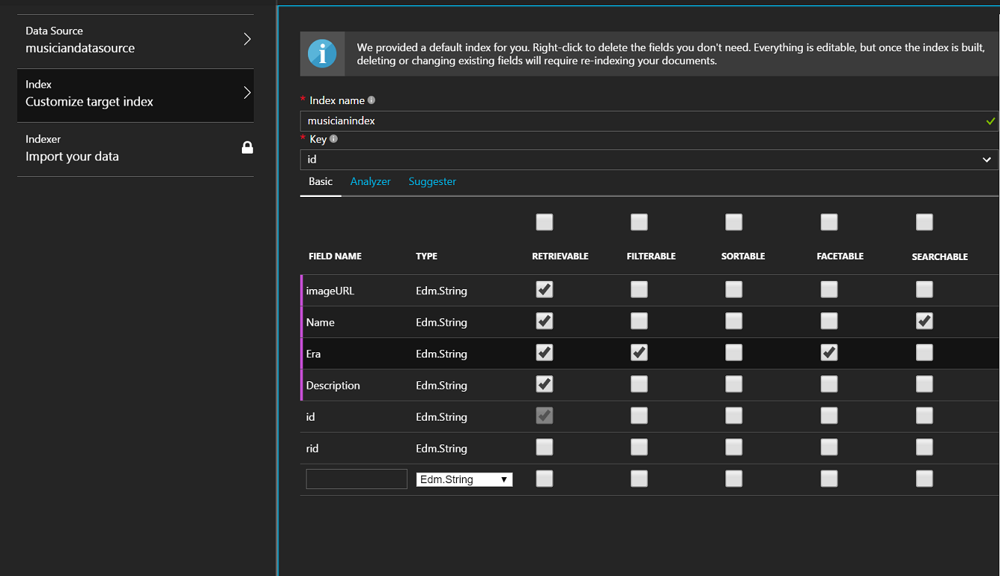 Data Source
musiciandatasource
Index
Customize target index
Indexer
Import your data
We provided a default index for you. Right-click to delete the fields you don't need. Everything is editable, but once the index is built,
deleting or changing existing fields will require re-indexing your documents.
* Index name
musicianindex
* Key
id
Basic Analyzer Suggester
FIELD NAME TYPE RETRIEVABLE FILTERABLE SORTABLE FACETABLE SEARCHABLE
imageURL Edm.String
Name Edm.String
Era Edm.String
Description Edm.String
id Edm.String
rid Edm.String
Edm.String